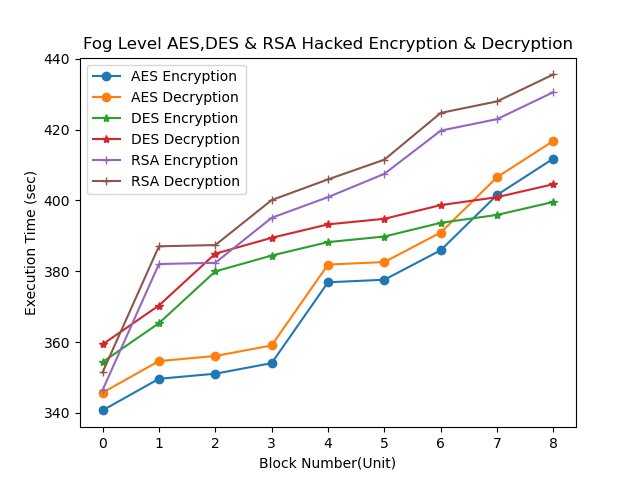 Fog Level AES,DES & RSA Hacked Encryption & Decryption
AES Encryption
AES Decryption
DES Encryption
DES Decryption
RSA Encryption
RSA Decryption
Execution Time (sec)
440
420
400
380
360
340
0 1 2 3 4 5 6 7 8
Block Number(Unit)